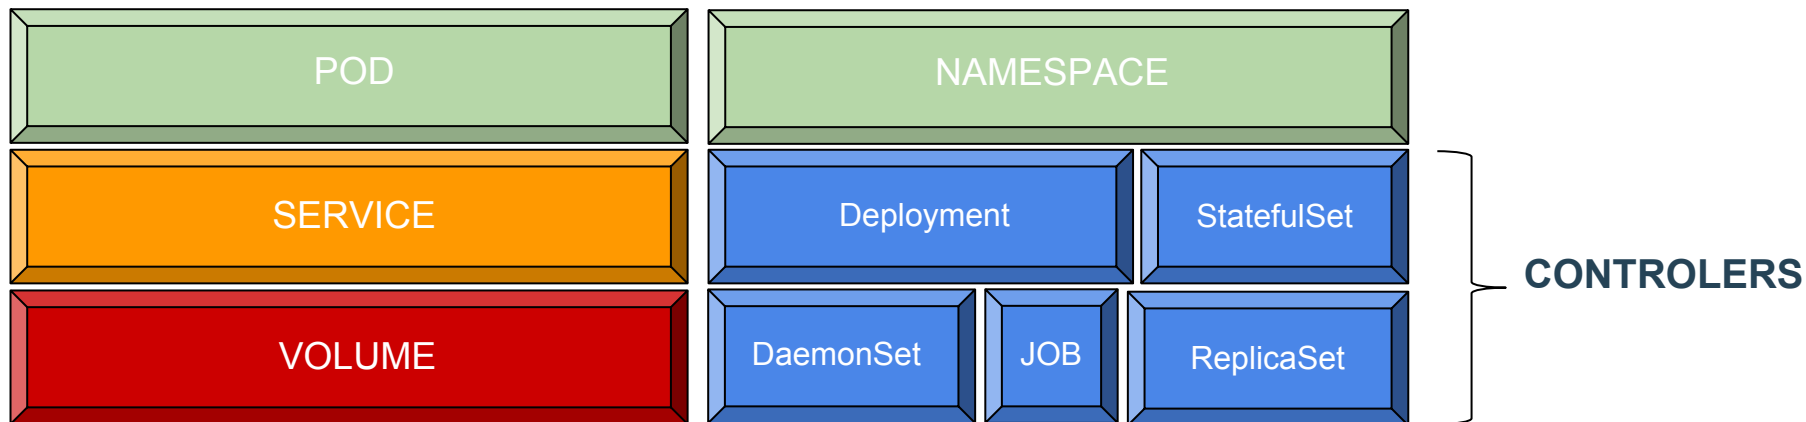 POD
NAMESPACE
SERVICE
Deployment
StatefulSet
CONTROLERS
VOLUME
DaemonSet
JOB
ReplicaSet